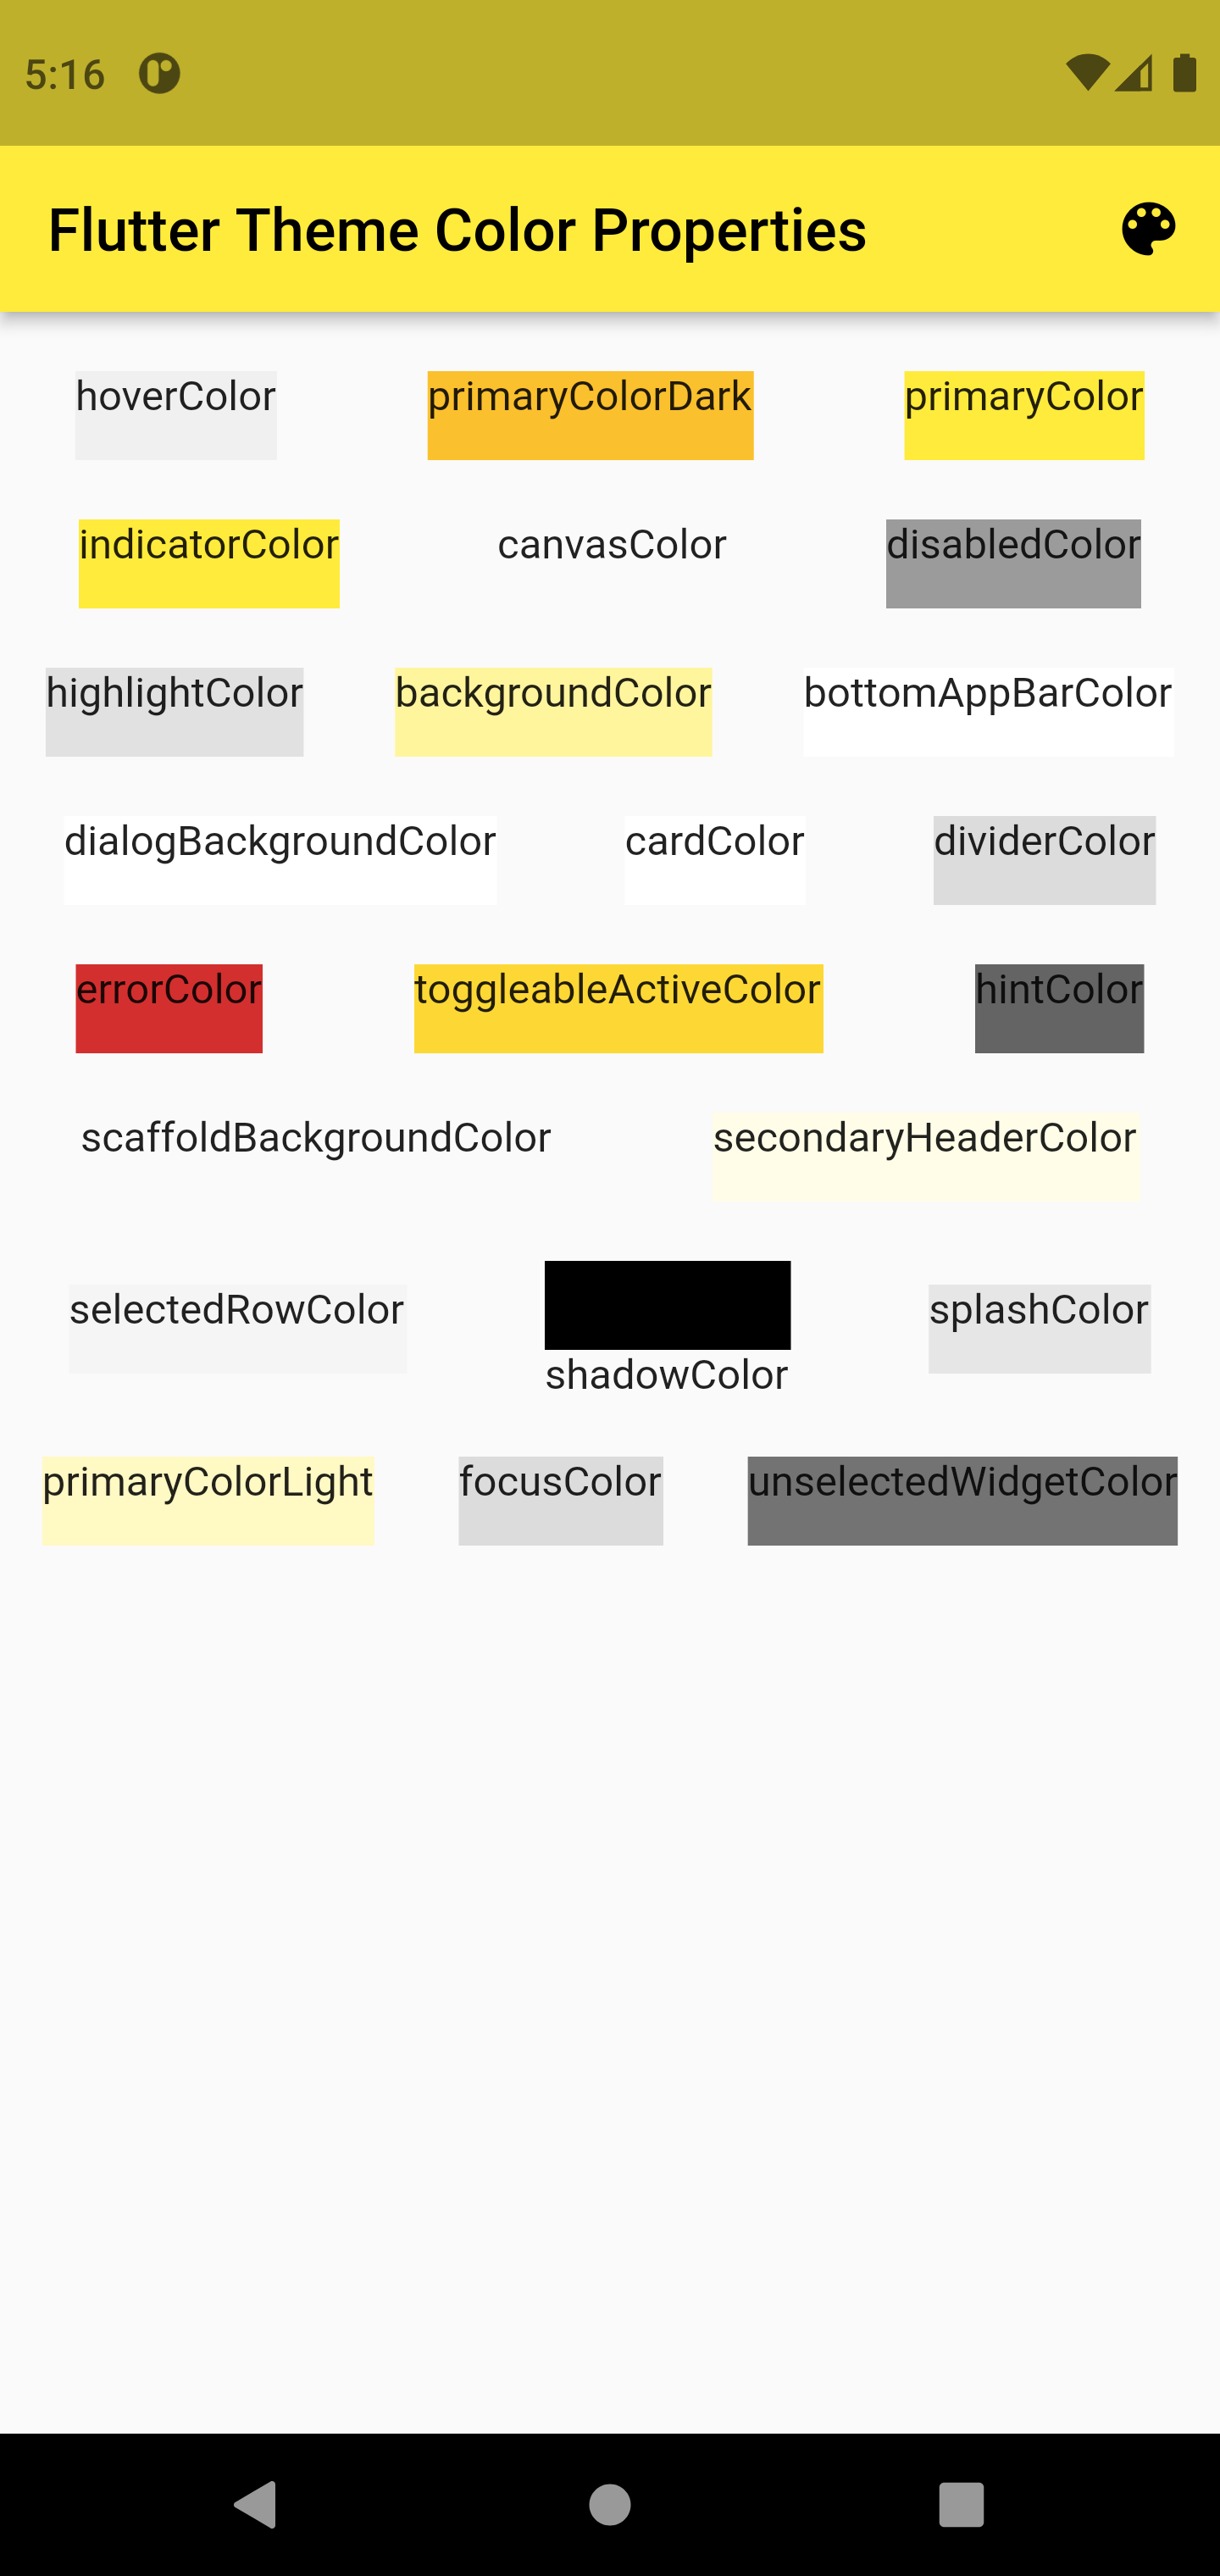 5:16
Flutter Theme Color Properties
hoverColor primaryColorDark primaryColor
indicatorColor canvasColor disabledColor
highlightColor backgroundColor bottomAppBarColor
dialogBackgroundColor cardColor dividerColor
errorColor toggleableActiveColor hintColor
scaffoldBackgroundColor secondaryHeaderColor
selectedRowColor shadowColor splashColor
primaryColorLight focusColor unselectedWidgetColor